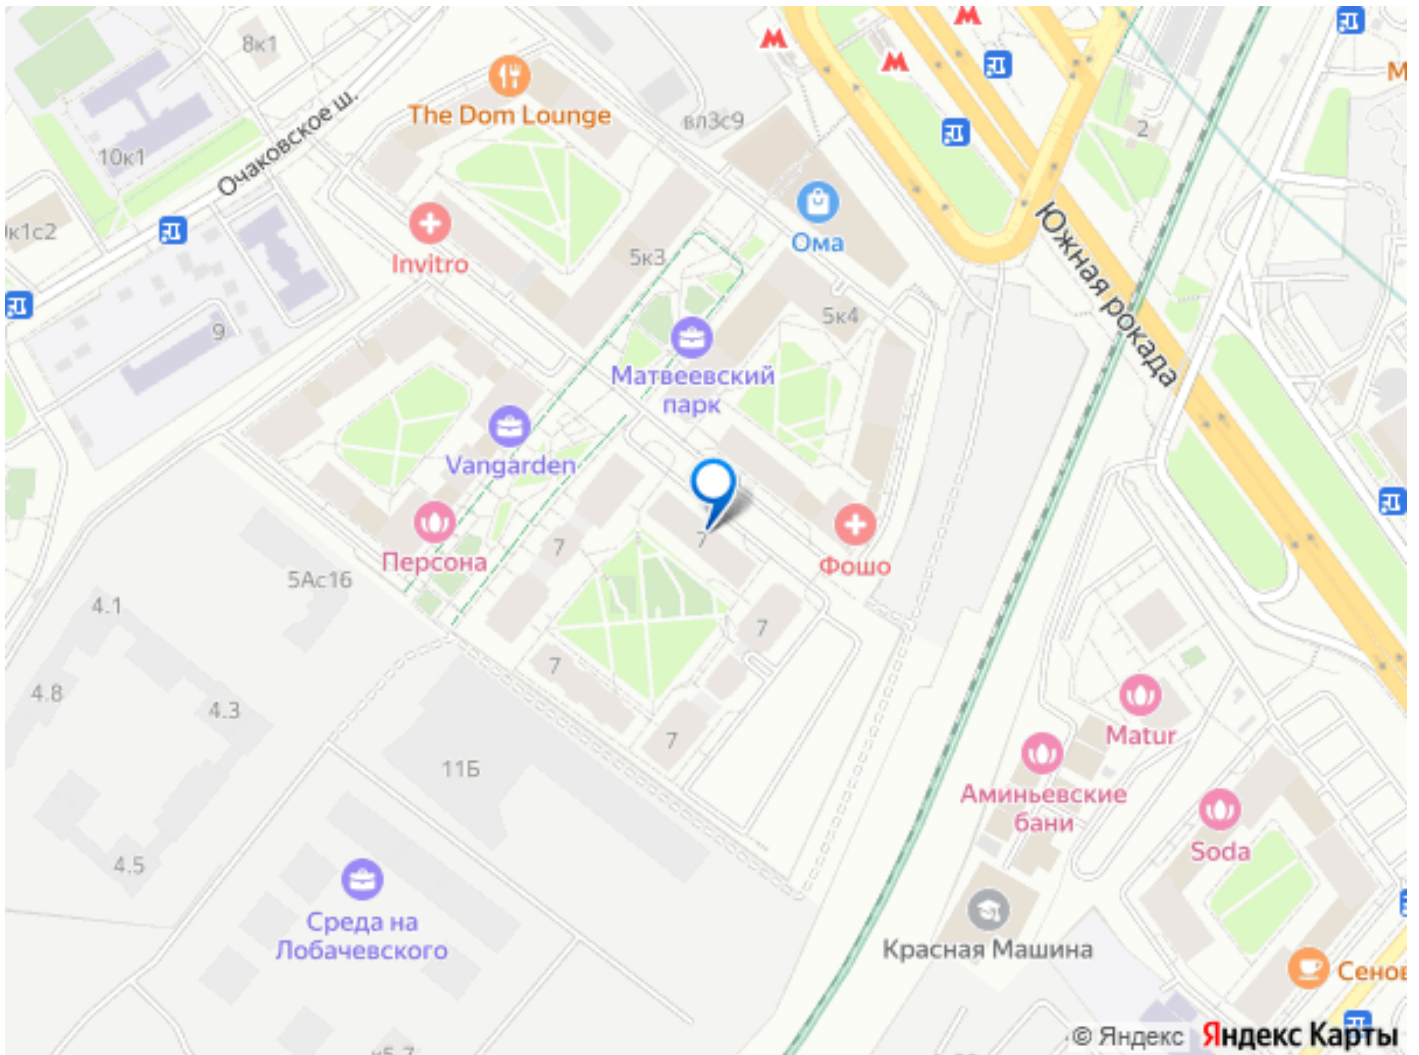 8к1
The Dom Lounge
вл3с9
2
10к1
Очаковское ш.
к1с2
Invitro
5к3
Ома
Южная рокада
9
5к4
Матвеевский
парк
Vangarden
7
7
Персона
Фошо
5Ас16
4.1
7
7
4.8
4.3
7
11Б
Matur
Аминьевские
бани
Soda
4.5
Среда на
Лобачевского
Красная Машина
Сенов
© Яндекс
Яндекс Карты